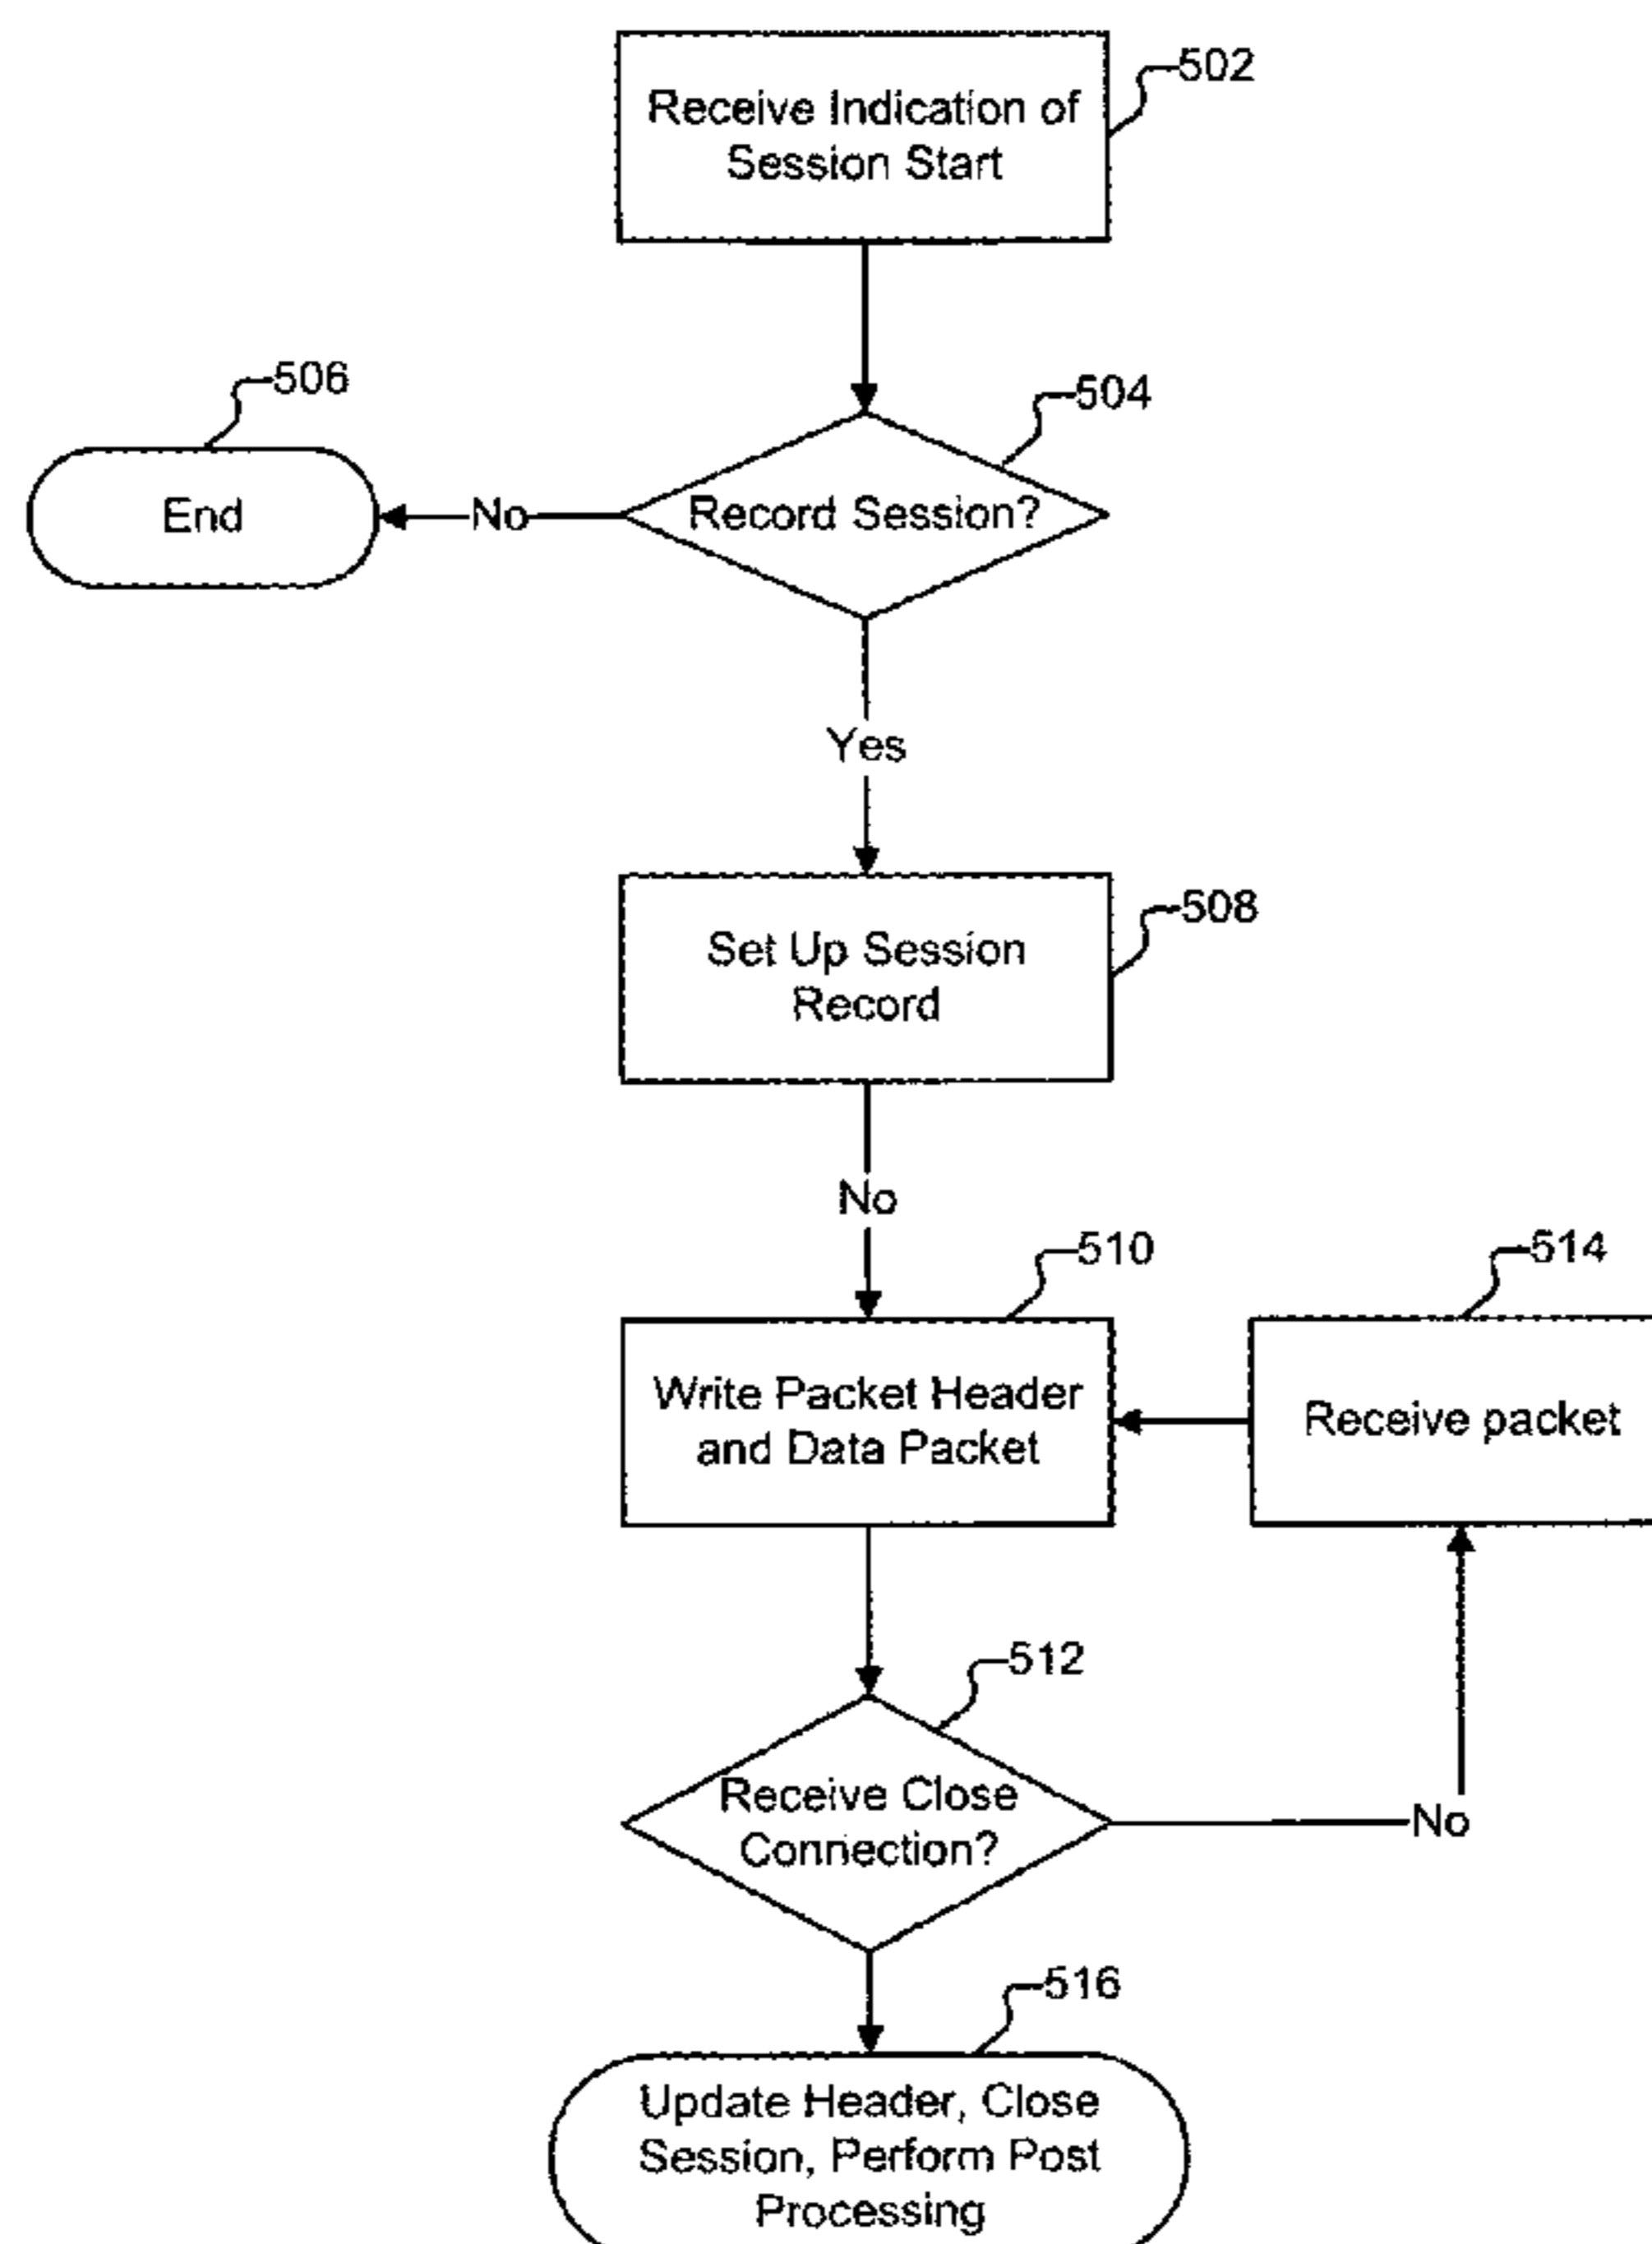 502
Receive Indication of
Session Start
506
504
End
No
Record Session?
Yes
508
Set Up Session
Record
No
510
514
Write Packet Header
and Data Packet
Receive packet
512
Receive Close
Connection?
No
516
Update Header, Close
Session, Perform Post
Processing